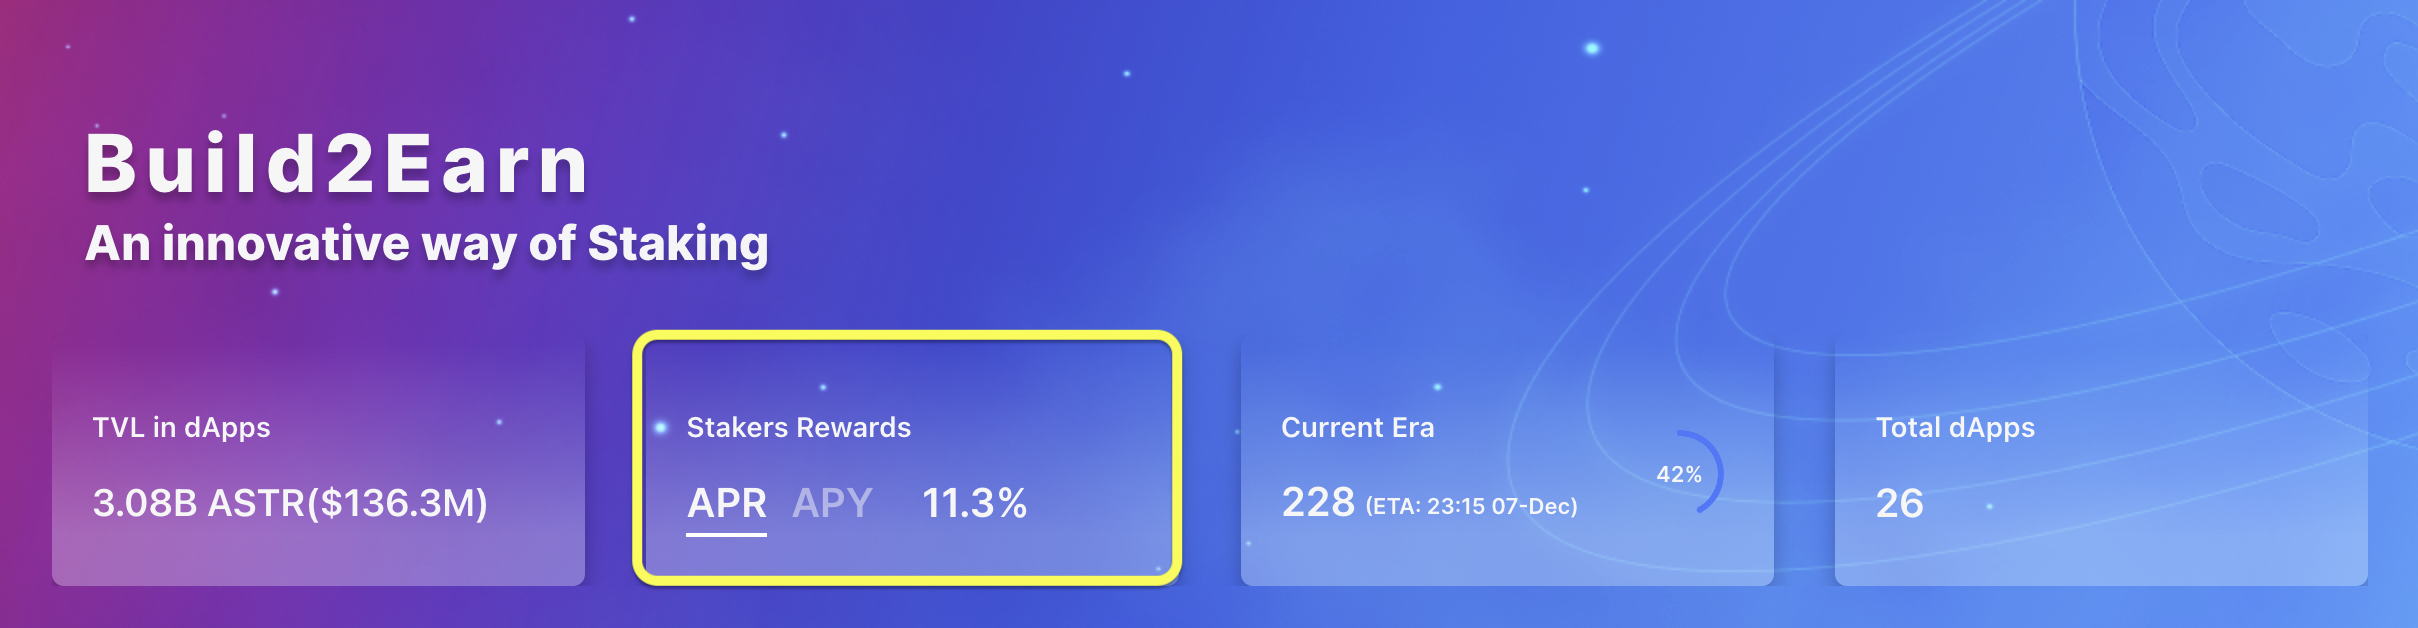 Build2Earn
An innovative way of Staking
TVL in dApps
3.08B ASTR($136.3M)
Stakers Rewards
APR APY 11.3%
Current Era
228 (ETA: 23:15 07-Dec)
42%
Total dApps
26